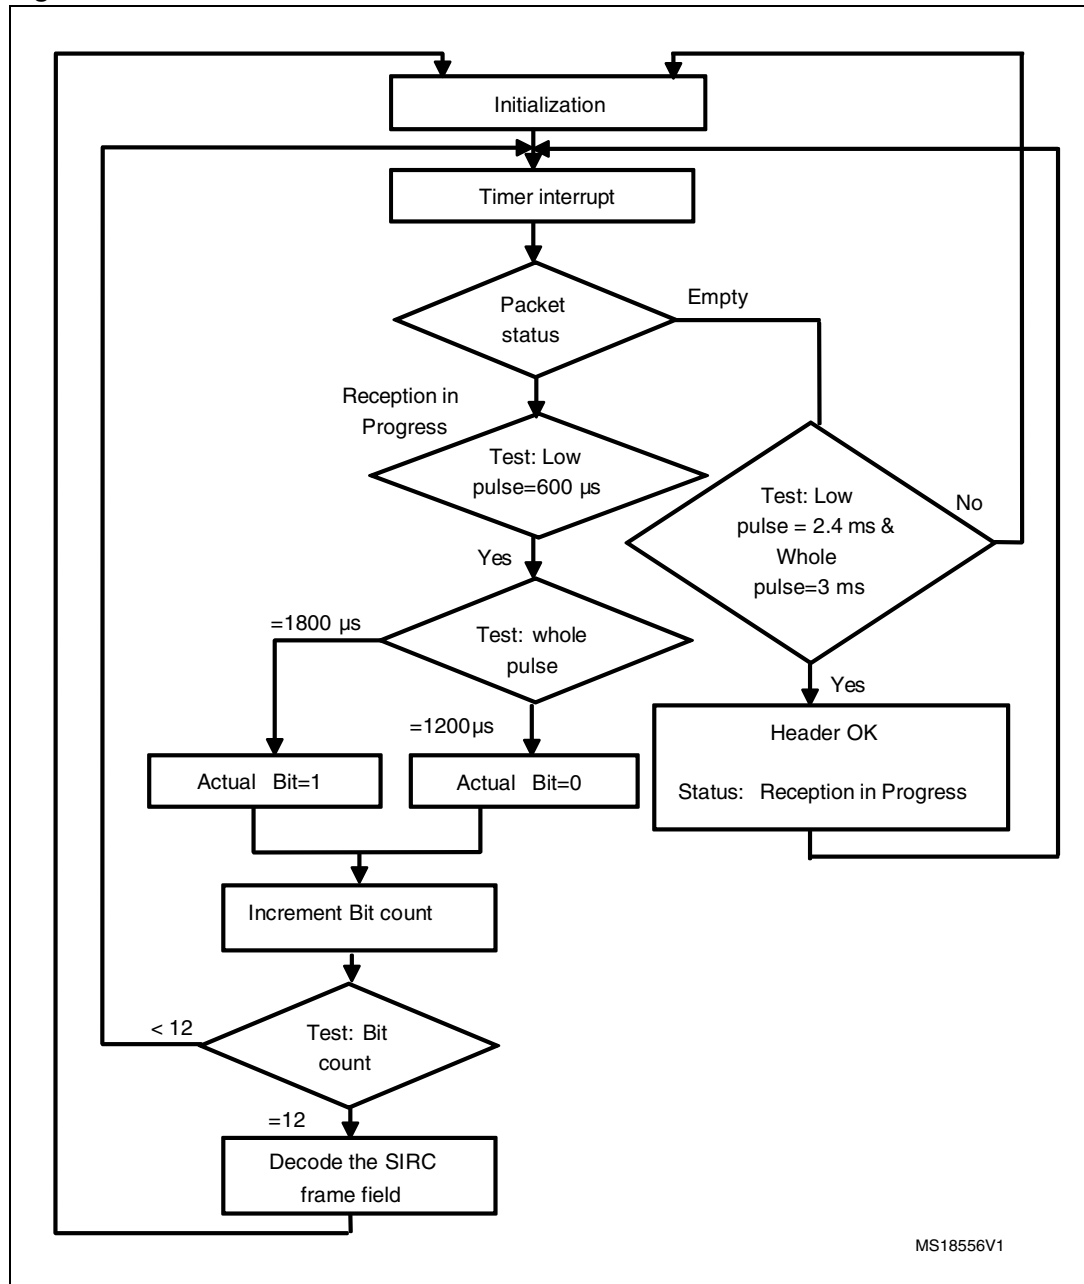 Initialization
Timer interrupt
Packet
status
Empty
Reception in
Progress
Test: Low
pulse=600 µs
Yes
Test: Low
pulse = 2.4 ms &
Whole
pulse=3 ms
No
Yes
=1800 µs
Test: whole
pulse
=1200µs
Header OK
Status: Reception in Progress
Actual Bit=1
Actual Bit=0
Increment Bit count
< 12
Test: Bit
count
=12
Decode the SIRC
frame field
MS18556V1